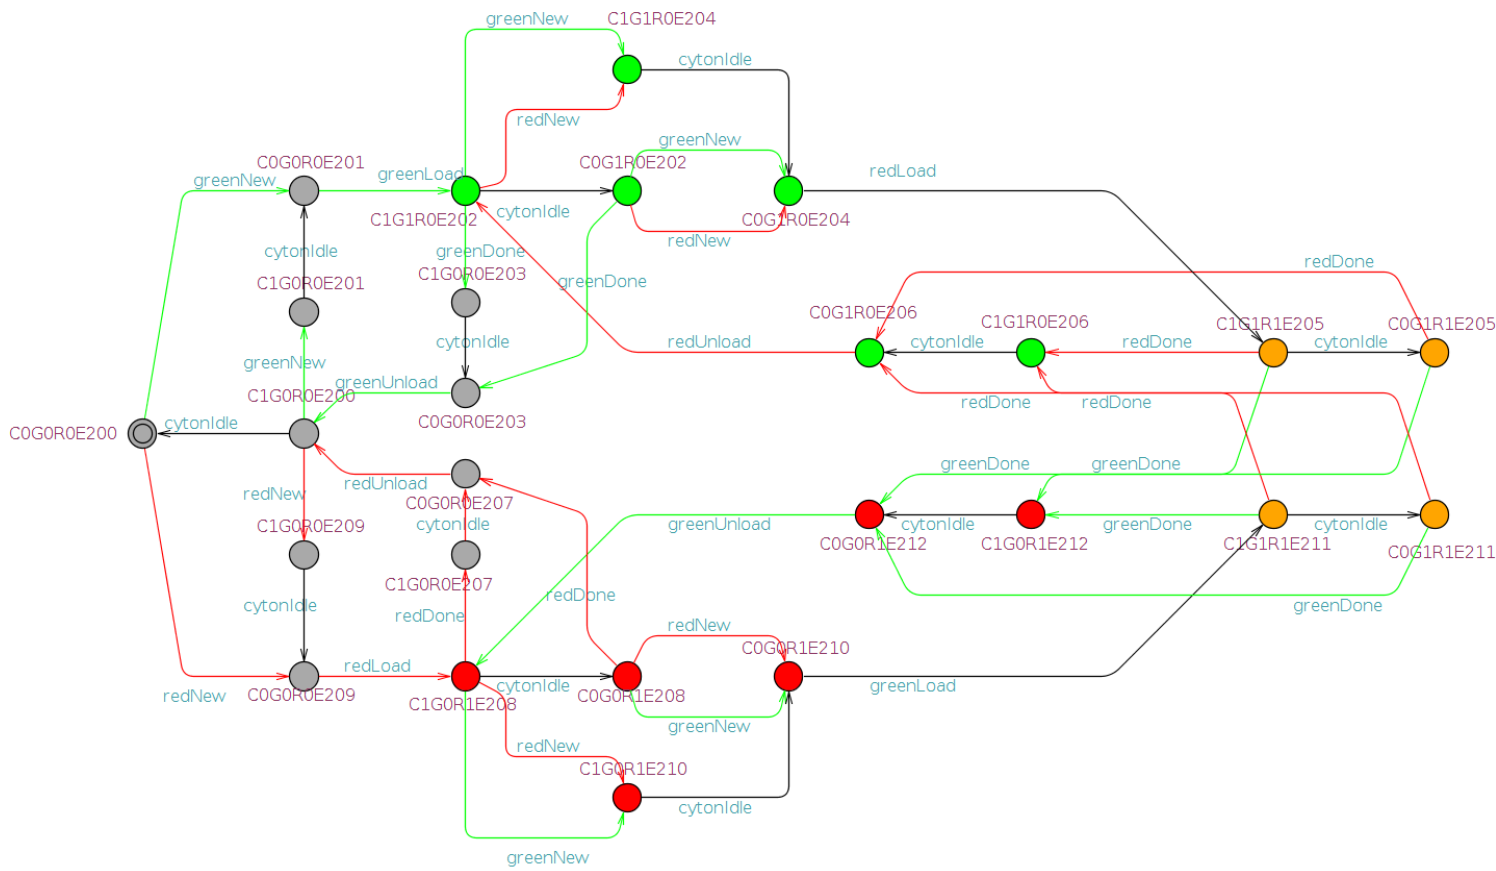 greenNew
C1G1R0E204
cytonIdle
redNew
greenNew
C0G0R0E201
C0G1R0E202
greenLoad
redLoad
greenNew
C1G1R0E202
cytonIdle
C0G1R0E204
redNew
cytonIdle
greenDone
redDone
C1G0R0E201
C1G0R0E203
greenDone
C0G1R0E206
C1G1R0E206
C1G1R1E205
C0G1R1E205
cytonIdle
redUnload
cytonIdle
redDone
cytonIdle
greenNew
greenUnload
C1G0R0E200
redDone
redDone
C0G0R0E203
cytonIdle
C0G0R0E200
greenDone
greenDone
redUnload
redNew
C0G0R0E207
C1G0R0E209
cytonIdle
greenUnload
cytonIdle
greenDone
cytonIdle
C0G0R1E212
C1G0R1E212
C1G1R1E211
C0G1R1E211
C1G0R0E207
redDone
cytonIdle
redDone
greenDone
redNew
C0G0R1E210
redLoad
redNew
C0G0R0E209
C1G0R1E208
cytonIdle
C0G0R1E208
greenLoad
greenNew
redNew
C1G0R1E210
cytonIdle
greenNew